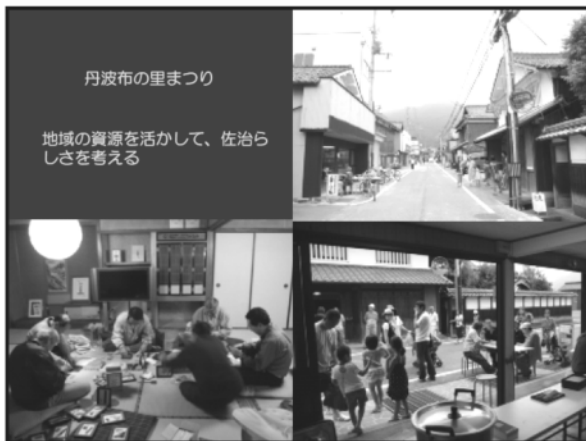 丹波布の里まつり
地域の資源を活かして、佐治ら
しさを考える